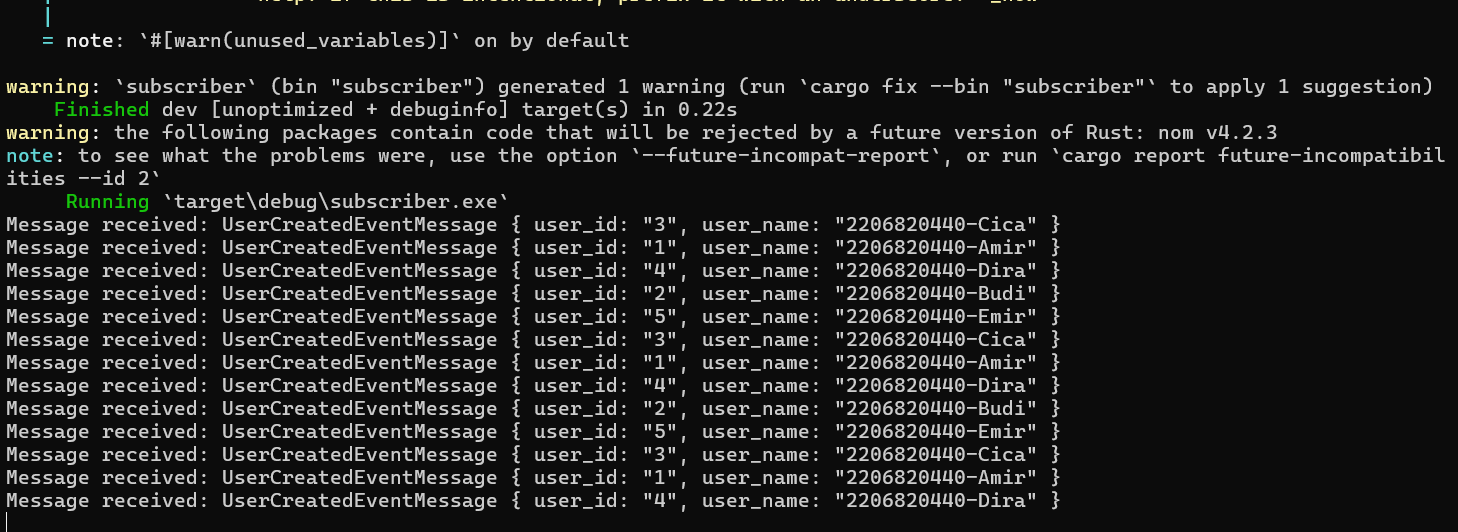 = note: `#[warn(unused_variables)]` on by default
warning: `subscriber` (bin "subscriber") generated 1 warning (run `cargo fix --bin "subscriber"` to apply 1 suggestion)
Finished dev [unoptimized + debuginfo] target(s) in 0.22s
warning: the following packages contain code that will be rejected by a future version of Rust: nom v4.2.3
note: to see what the problems were, use the option `--future-incompat-report`, or run `cargo report future-incompatibil
ities --id 2`
Running `target\debug\subscriber.exe`
Message received: UserCreatedEventMessage { user_id: "3", user_name: "2206820440-Cica" }
Message received: UserCreatedEventMessage { user_id: "1", user_name: "2206820440-Amir" }
Message received: UserCreatedEventMessage { user_id: "4", user_name: "2206820440-Dira" }
Message received: UserCreatedEventMessage { user_id: "2", user_name: "2206820440-Budi" }
Message received: UserCreatedEventMessage { user_id: "5", user_name: "2206820440-Emir" }
Message received: UserCreatedEventMessage { user_id: "3", user_name: "2206820440-Cica" }
Message received: UserCreatedEventMessage { user_id: "1", user_name: "2206820440-Amir" }
Message received: UserCreatedEventMessage { user_id: "4", user_name: "2206820440-Dira" }
Message received: UserCreatedEventMessage { user_id: "2", user_name: "2206820440-Budi" }
Message received: UserCreatedEventMessage { user_id: "5", user_name: "2206820440-Emir" }
Message received: UserCreatedEventMessage { user_id: "3", user_name: "2206820440-Cica" }
Message received: UserCreatedEventMessage { user_id: "1", user_name: "2206820440-Amir" }
Message received: UserCreatedEventMessage { user_id: "4", user_name: "2206820440-Dira" }